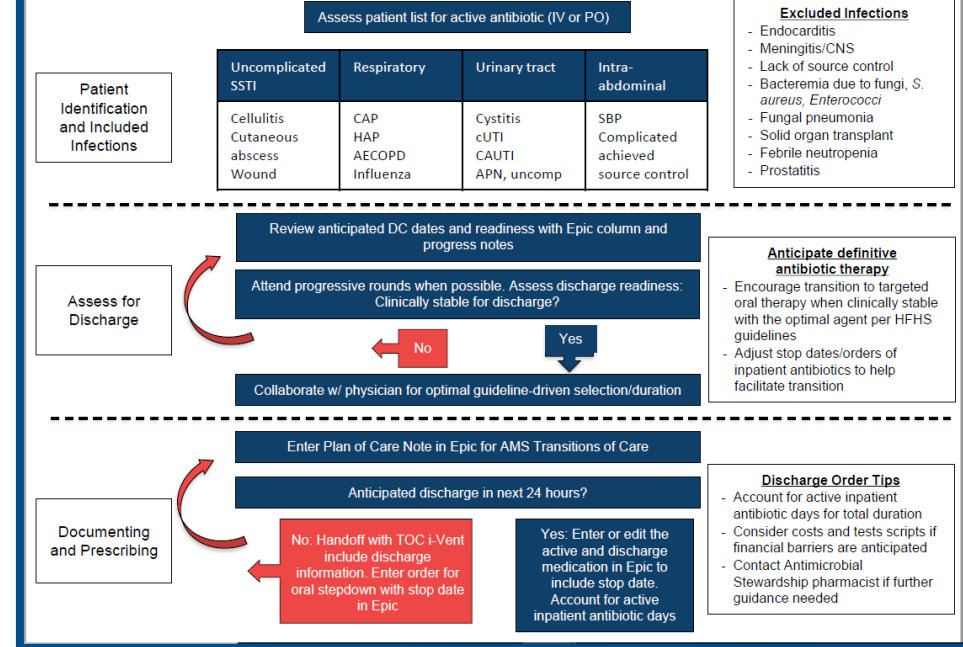 Assess patient list for active antibiotic (IV or PO)
Patient
Identification
and Included
Infections
Uncomplicated
SSTI
Respiratory
Urinary tract
Intra-
abdominal
Cellulitis
Cutaneous
abscess
Wound
CAP
HAP
AECOPD
Influenza
Cystitis
cUTI
CAUTI
APN, uncomp
SBP
Complicated
achieved
source control
Excluded Infections
- Endocarditis
- Meningitis/CNS
- Lack of source control
- Bacteremia due to fungi, S.
aureus, Enterococci
- Fungal pneumonia
- Solid organ transplant
- Febrile neutropenia
- Prostatitis
Assess for
Discharge
Review anticipated DC dates and readiness with Epic column and
progress notes
Attend progressive rounds when possible. Assess discharge readiness:
Clinically stable for discharge?
No
Yes
Collaborate w/ physician for optimal guideline-driven selection/duration
Anticipate definitive
antibiotic therapy
- Encourage transition to targeted
oral therapy when clinically stable
with the optimal agent per HFHS
guidelines
- Adjust stop dates/orders of
inpatient antibiotics to help
facilitate transition
Documenting
and Prescribing
Enter Plan of Care Note in Epic for AMS Transitions of Care
Anticipated discharge in next 24 hours?
No: Handoff with TOC i-Vent
include discharge
information. Enter order for
oral stepdown with stop date
in Epic
Yes: Enter or edit the
active and discharge
medication in Epic to
include stop date.
Account for active
inpatient antibiotic days
Discharge Order Tips
- Account for active inpatient
antibiotic days for total duration
- Consider costs and tests scripts if
financial barriers are anticipated
- Contact Antimicrobial
Stewardship pharmacist if further
guidance needed